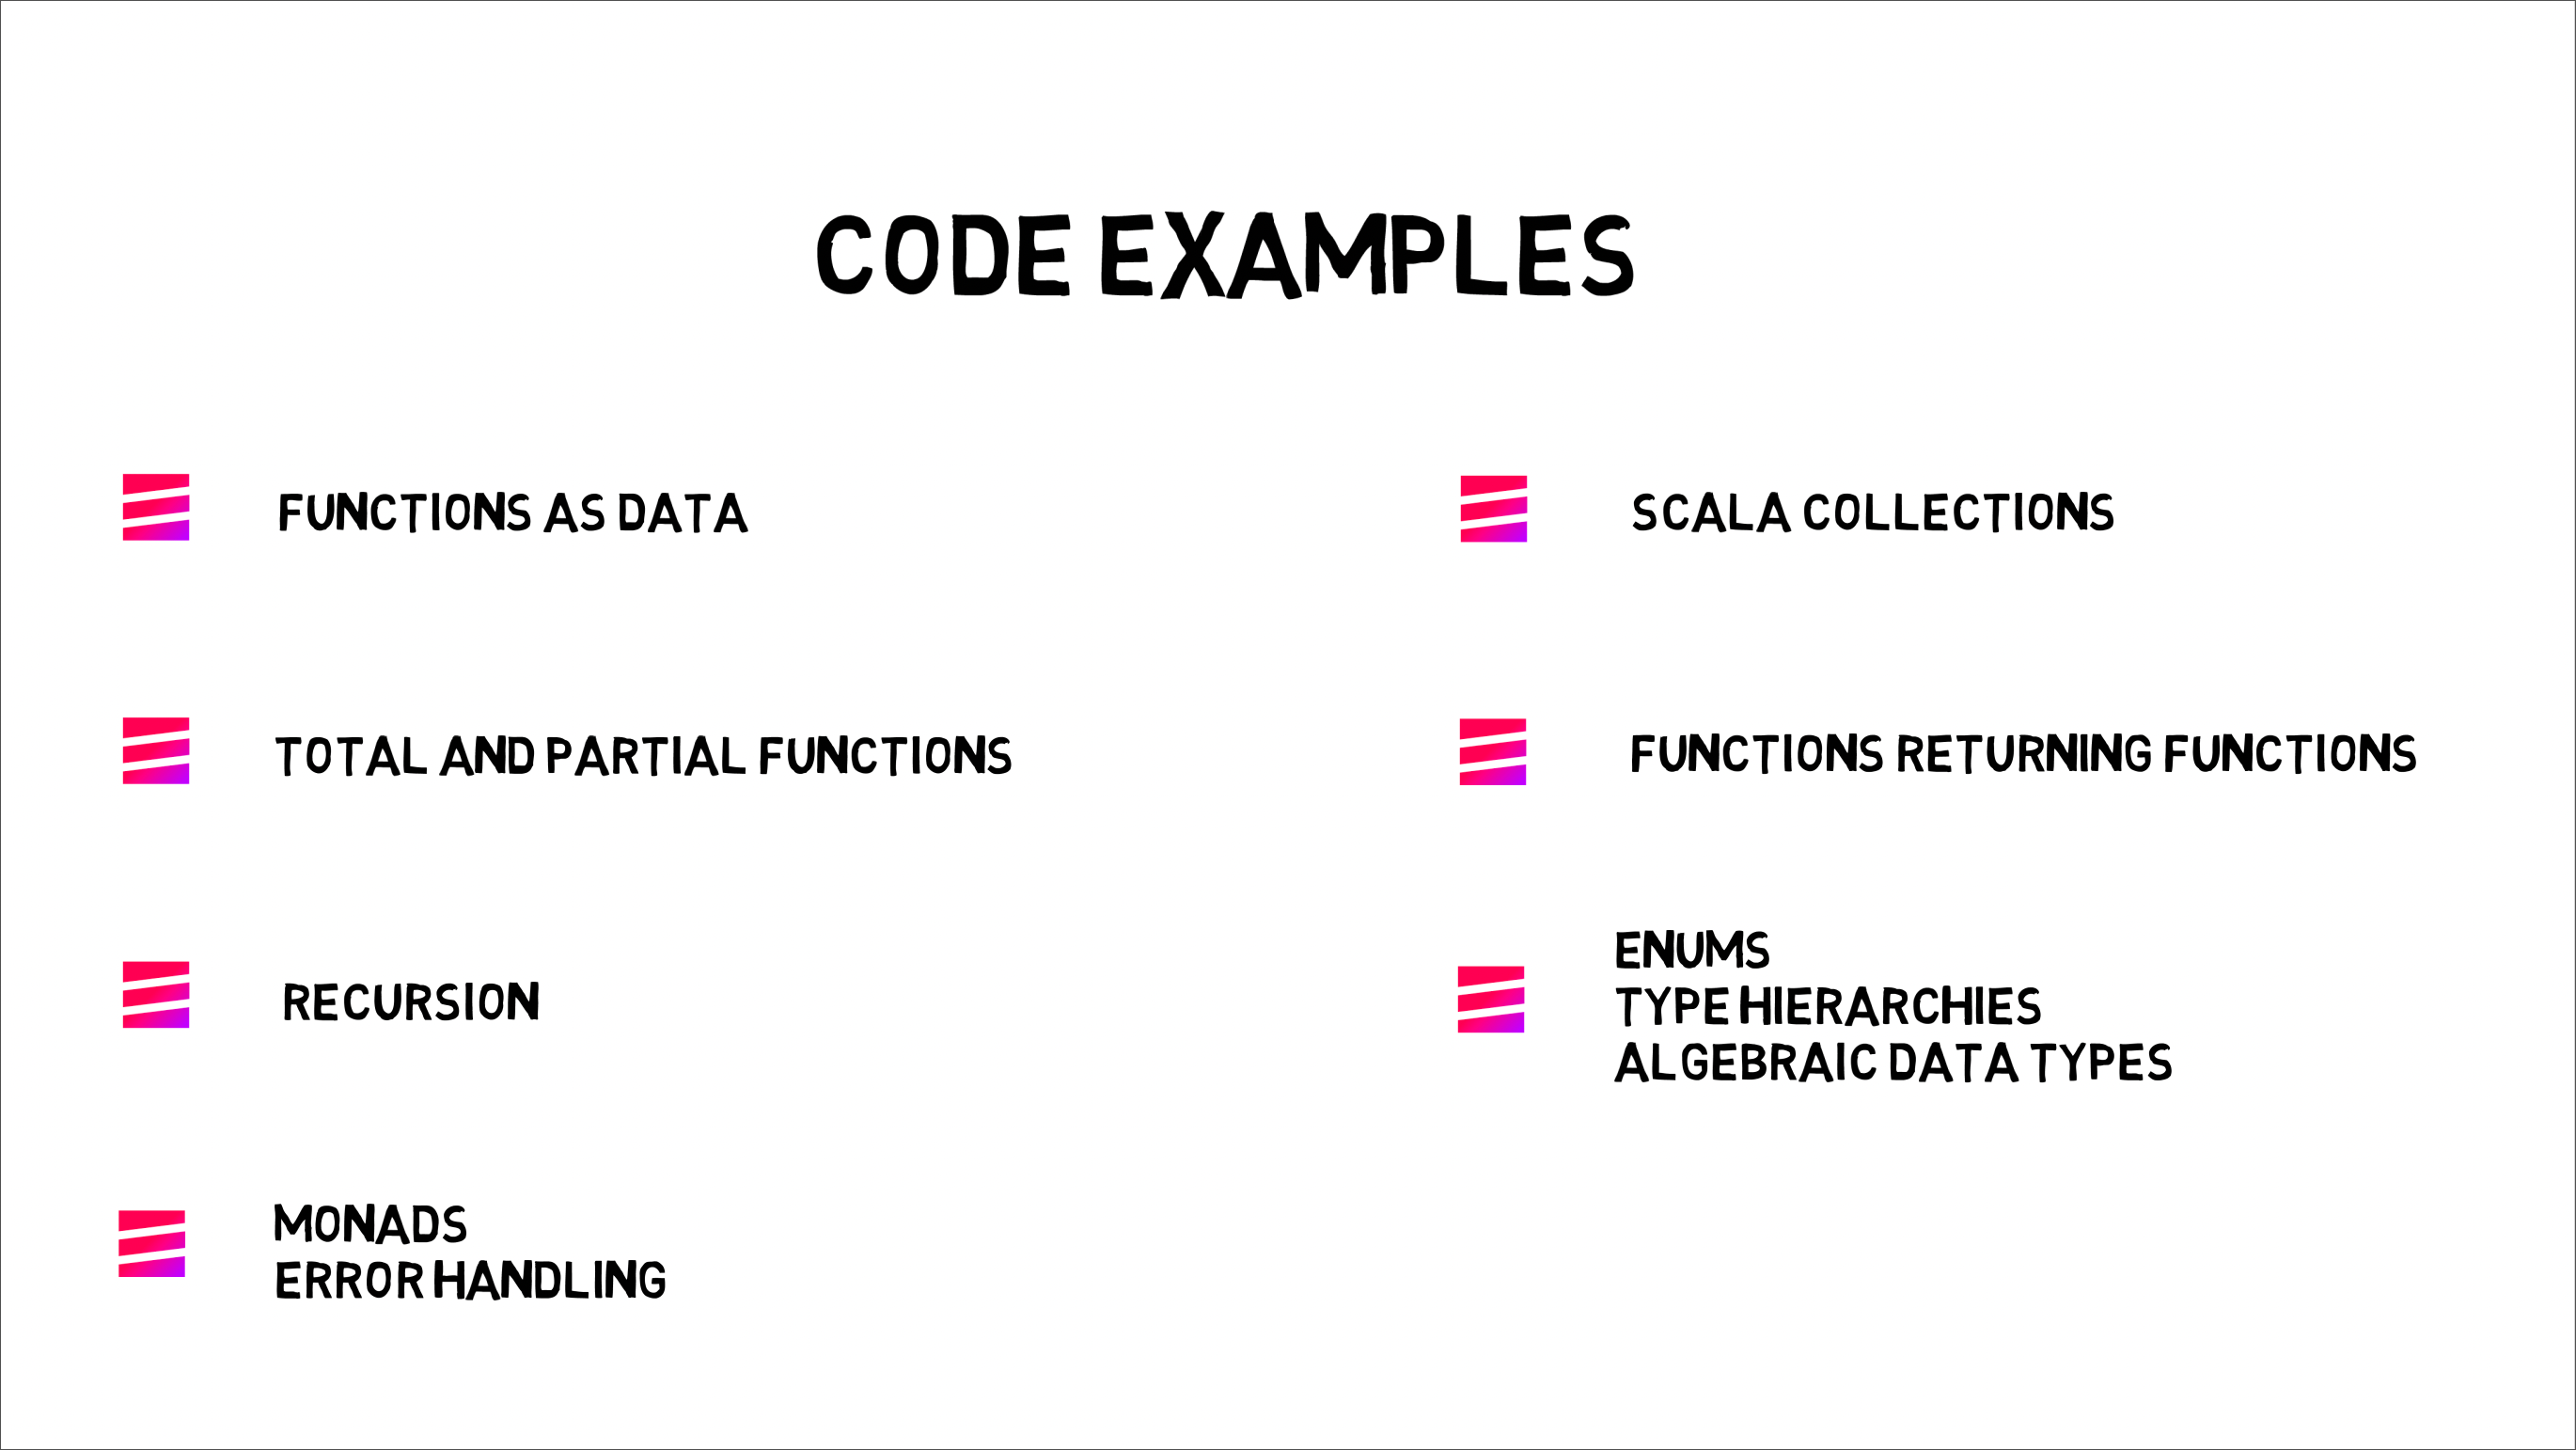 CODE EXAMPLES
FUNCTIONS AS DATA
TOTAL AND PARTIAL FUNCTIONS
RECURSION
MONADS
ERROR HANDLING
SCALA COLLECTIONS
FUNCTIONS RETURNING FUNCTIONS
ENUMS
TYPE HIERARCHIES
ALGEBRAIC DATA TYPES